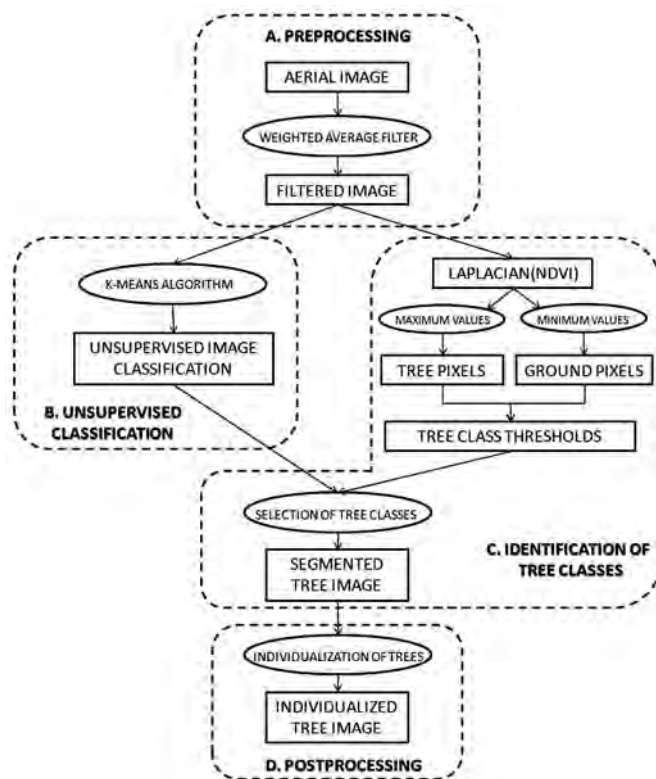 A. PREPROCESSING
AERIAL IMAGE
WEIGHTED AVERAGE FILTER
FILTERED IMAGE
K-MEANS ALGORITHM
UNSUPERVISED IMAGE
CLASSIFICATION
B. UNSUPERVISED
CLASSIFICATION
LAPLACIAN(NDVI)
MAXIMUM VALUES
MINIMUM VALUES
TREE PIXELS
GROUND PIXELS
TREE CLASS THRESHOLDS
SELECTION OF TREE CLASSES
SEGMENTED
TREE IMAGE
C. IDENTIFICATION OF
TREE CLASSES
INDIVIDUALIZATION OF TREES
INDIVIDUALIZED
TREE IMAGE
D. POSTPROCESSING